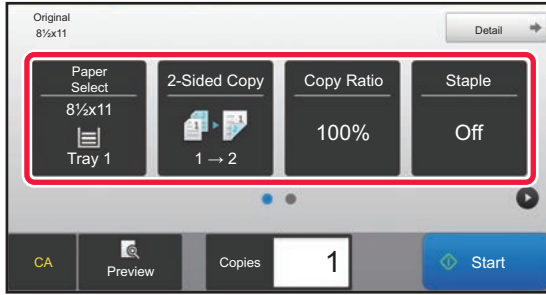 Original
8½x11
Detail
Paper
Select
8½x11
Tray 1
2-Sided Copy
1 → 2
Copy Ratio
100%
Staple
Off
CA
Preview
Copies
1
Start